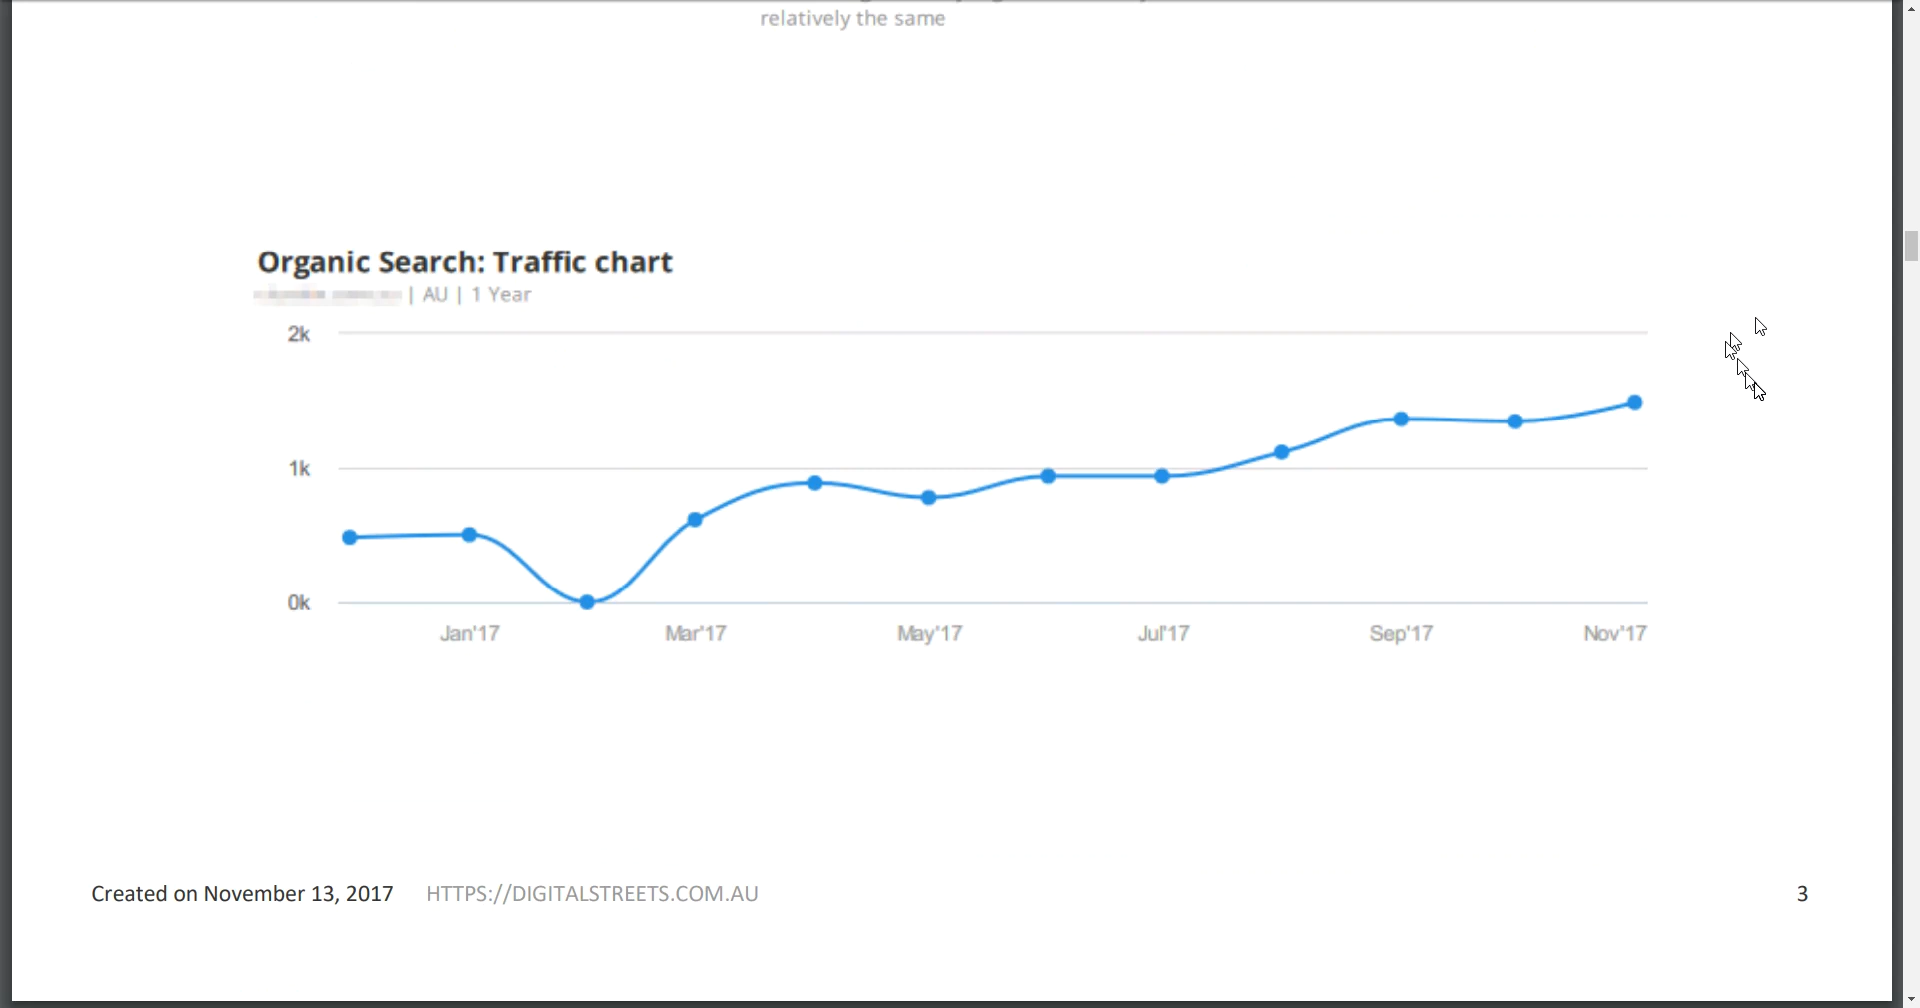 relatively the same
Organic Search: Traffic chart
| AU | 1 Year
2k
1k
0k
Jan'17 Mar'17 May'17 Jul'17 Sep'17 Nov'17
Created on November 13, 2017 HTTPS://DIGITALSTREETS.COM.AU 3